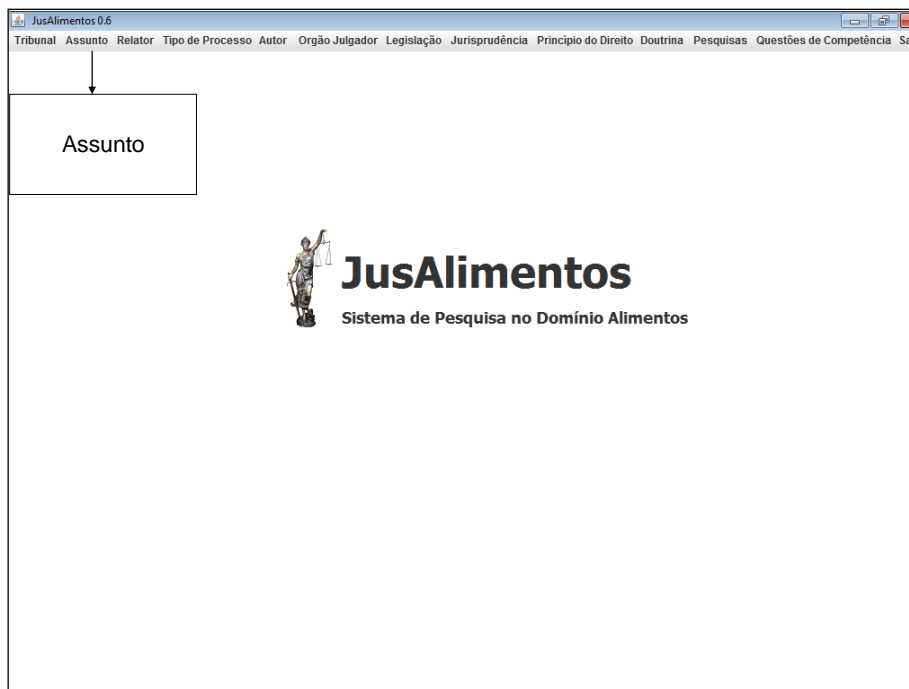 JusAlimentos 0.6
Tribunal Assunto Relator Tipo de Processo Autor Orgão Julgador Legislação Jurisprudência Princípio do Direito Doutrina Pesquisas Questões de Competência Sa
Assunto
JusAlimentos
Sistema de Pesquisa no Domínio Alimentos